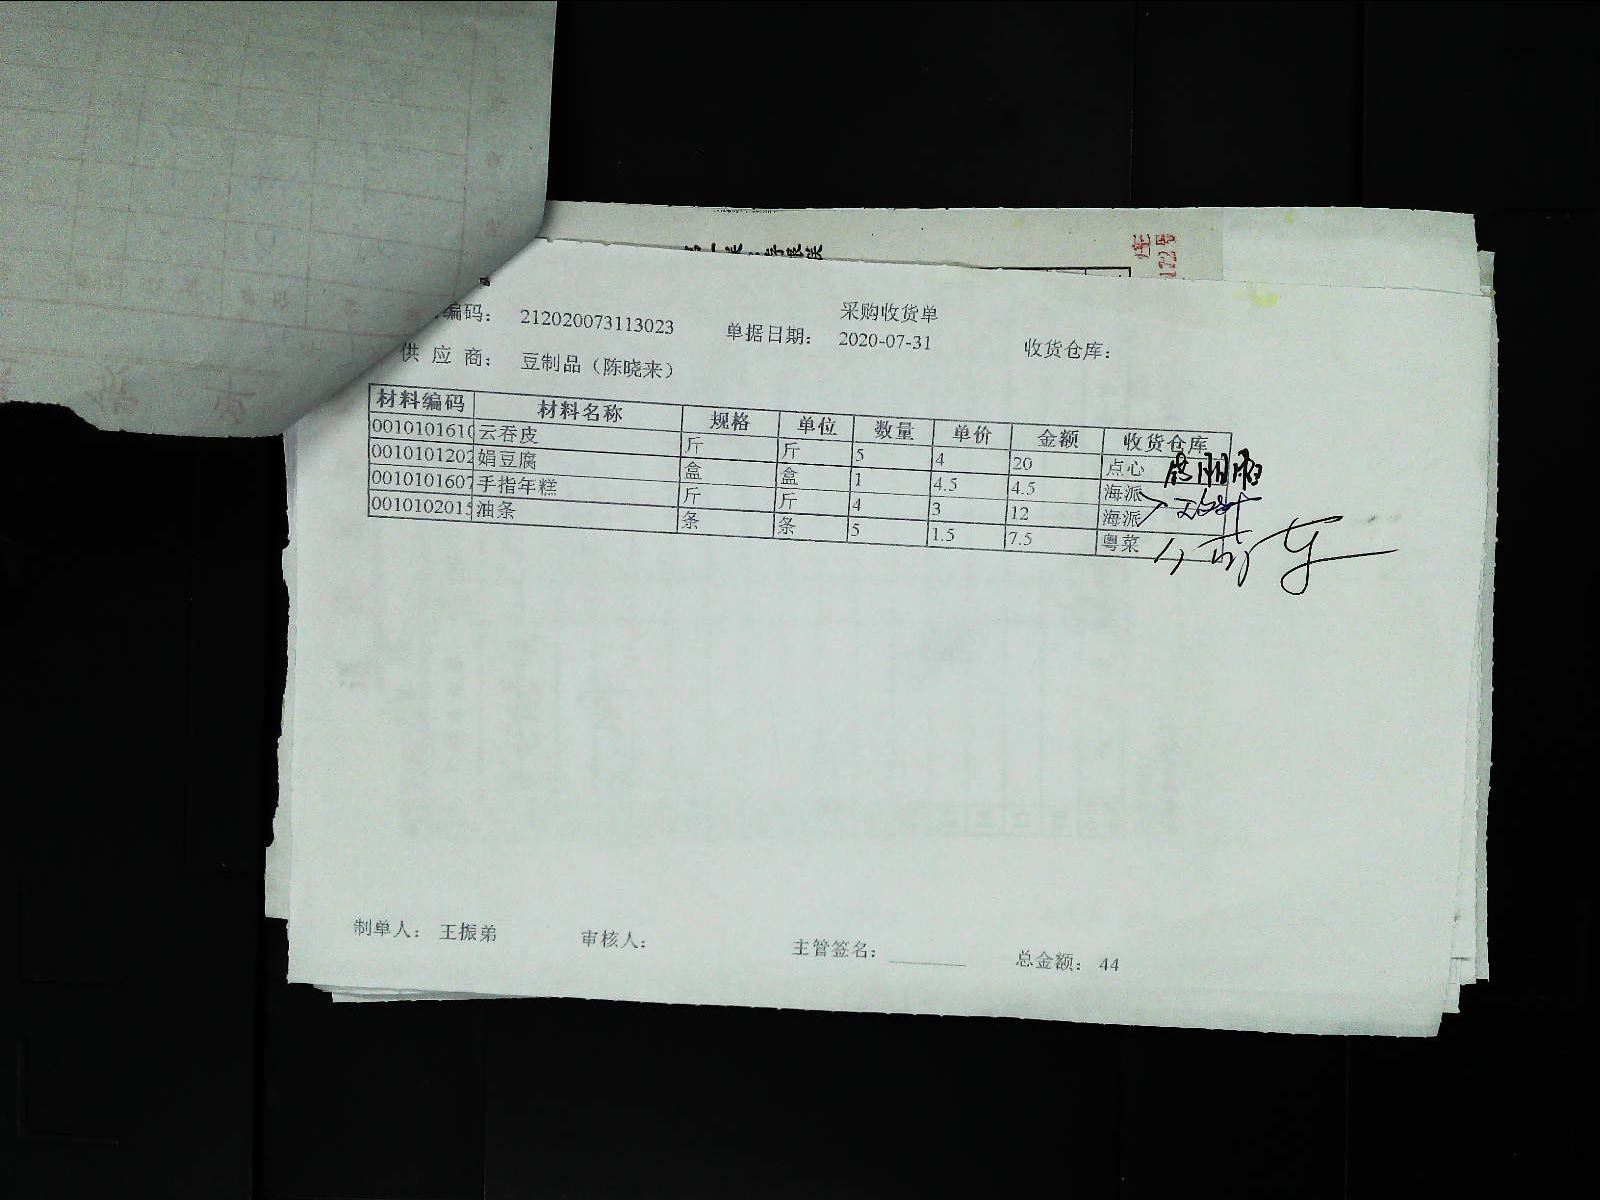 采购收货单
编码: 212020073113023 单据日期: 2020-07-31 收货仓库:
供 应 商: 豆制品（陈晓来）
材料编码 材料名称 规格 单位 数量 单价 金额 收货仓库
0010101610 云吞皮 斤 斤 5 4 20 点心
0010101202 娟豆腐 盒 盒 1 4.5 4.5 海派
0010101607 手指年糕 斤 斤 4 3 12 海派
0010102015 油条 条 条 5 1.5 7.5 粤菜
制单人: 王振弟 审核人: 主管签名: 总金额: 44